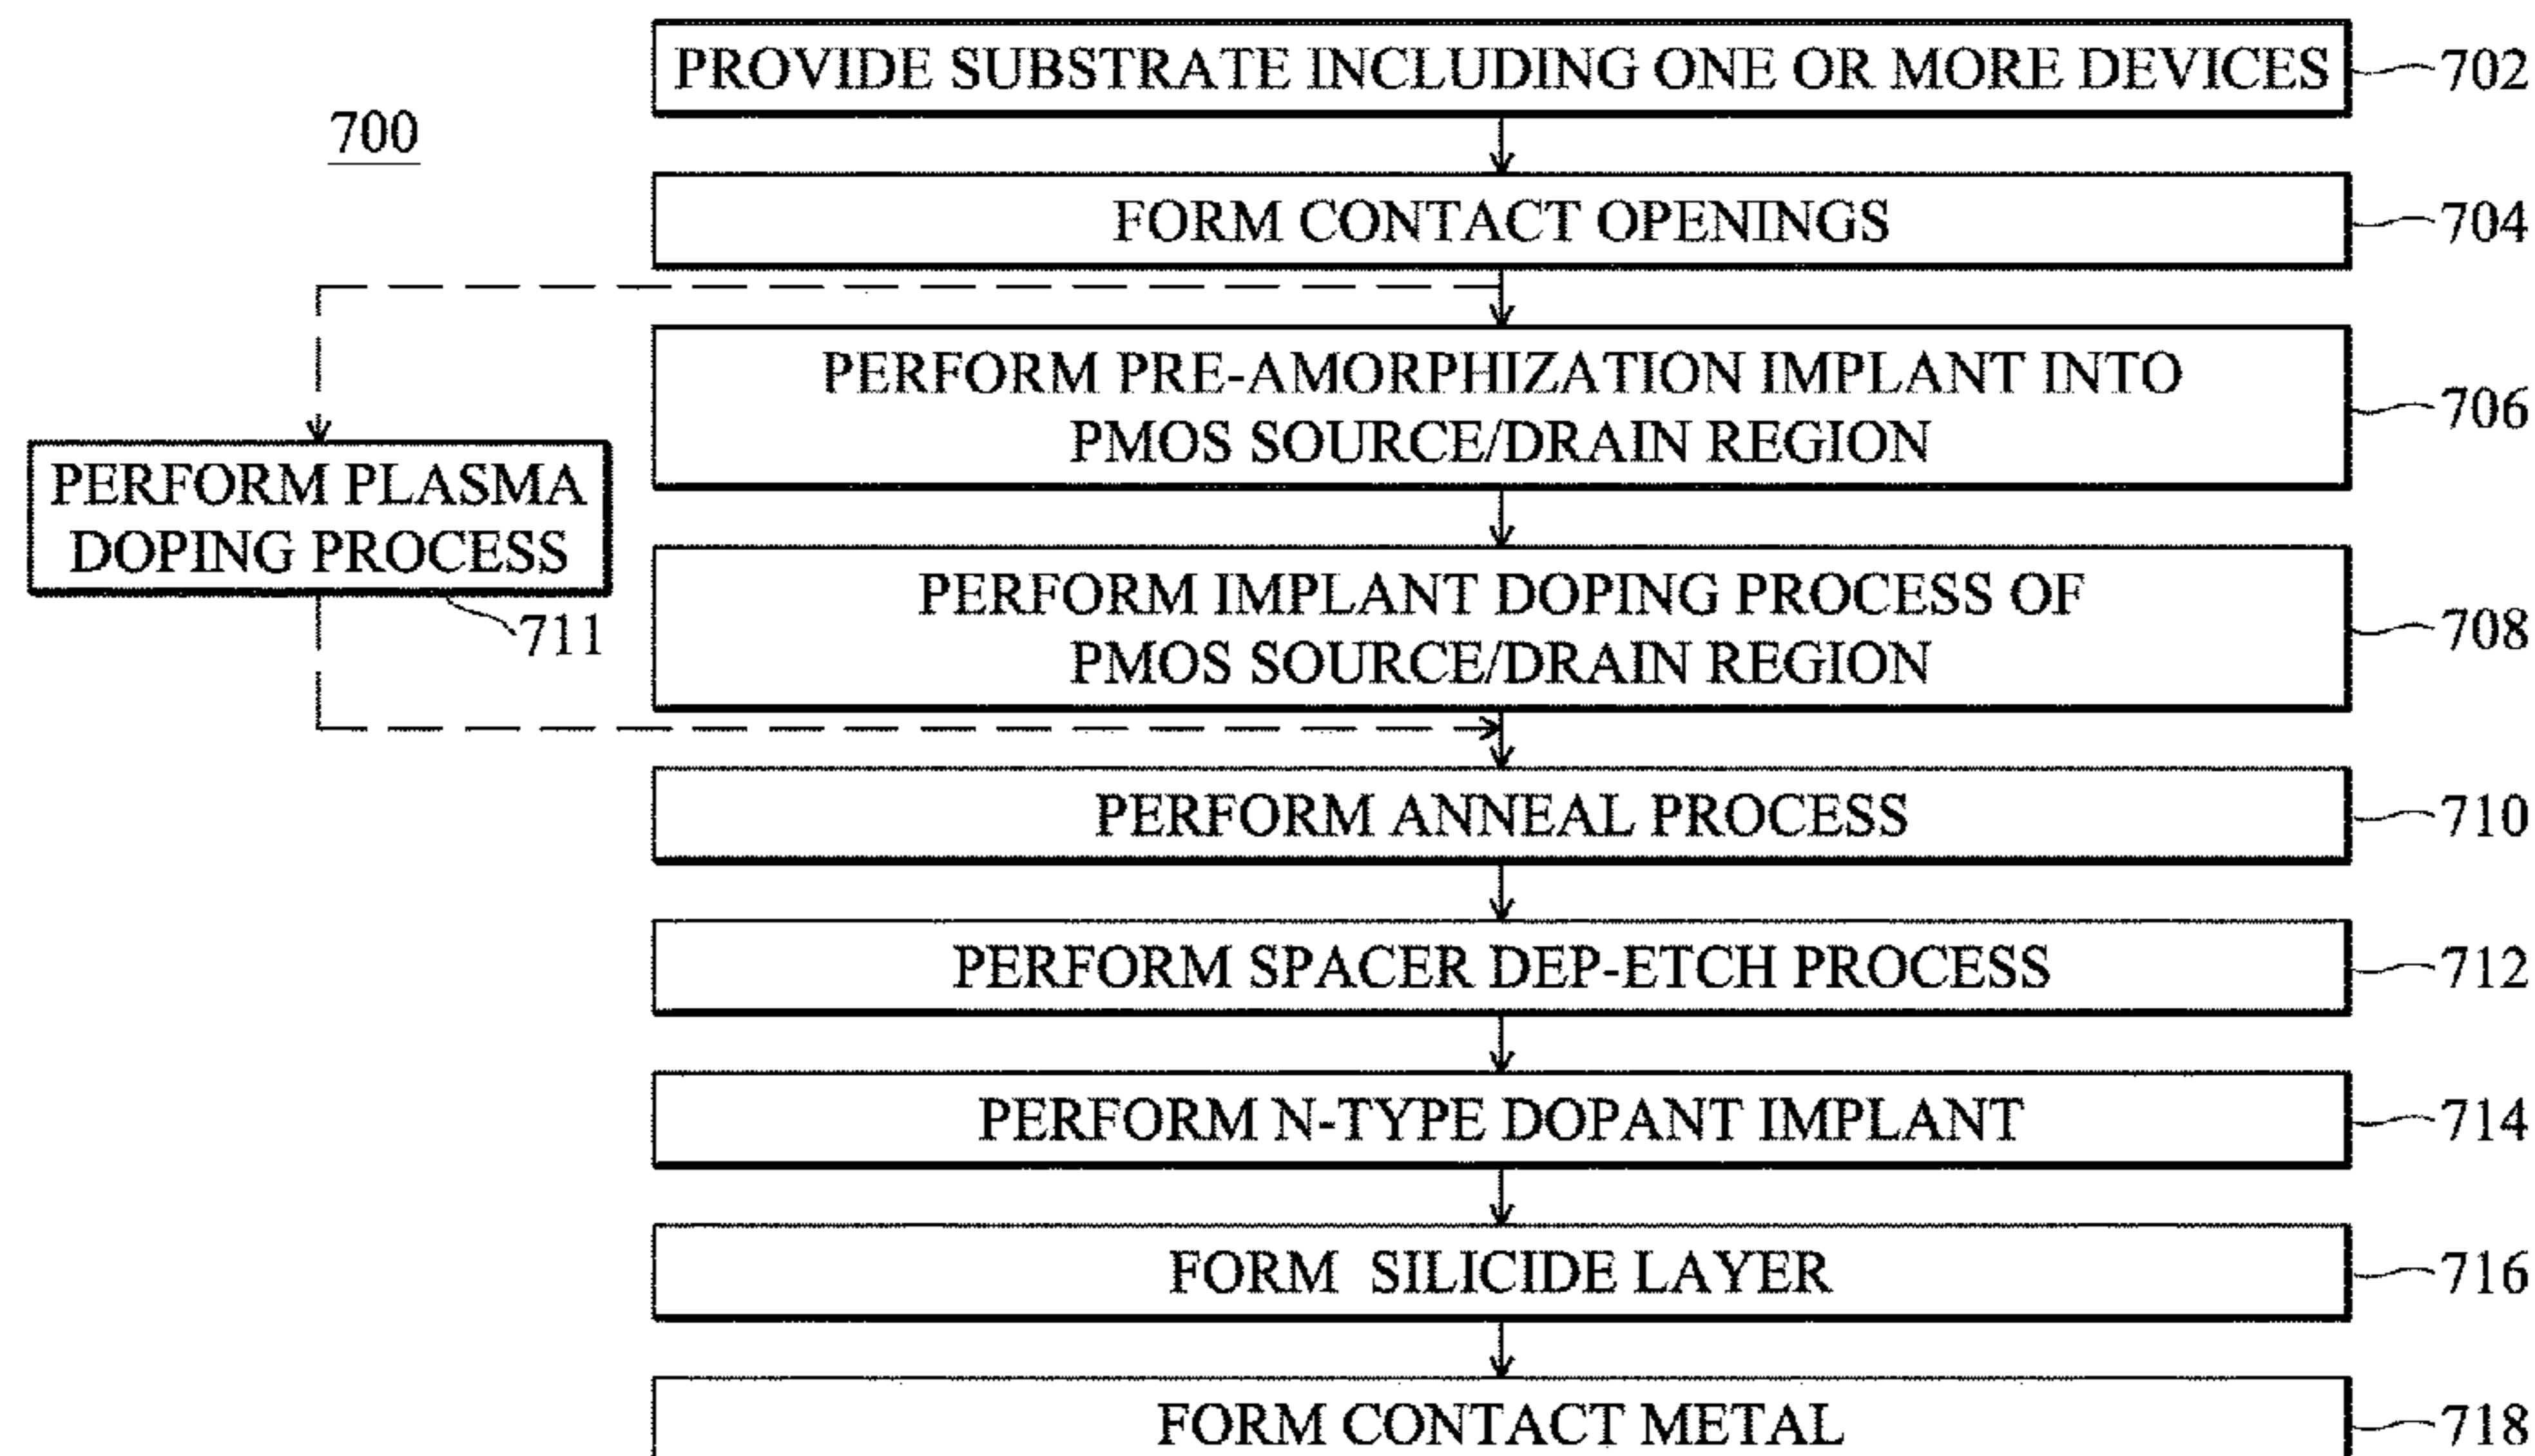 700
PROVIDE SUBSTRATE INCLUDING ONE OR MORE DEVICES
702
FORM CONTACT OPENINGS
704
PERFORM PRE-AMORPHIZATION IMPLANT INTO
PMOS SOURCE/DRAIN REGION
706
PERFORM PLASMA
DOPING PROCESS
711
PERFORM IMPLANT DOPING PROCESS OF
PMOS SOURCE/DRAIN REGION
708
PERFORM ANNEAL PROCESS
710
PERFORM SPACER DEP-ETCH PROCESS
712
PERFORM N-TYPE DOPANT IMPLANT
714
FORM SILICIDE LAYER
716
FORM CONTACT METAL
718